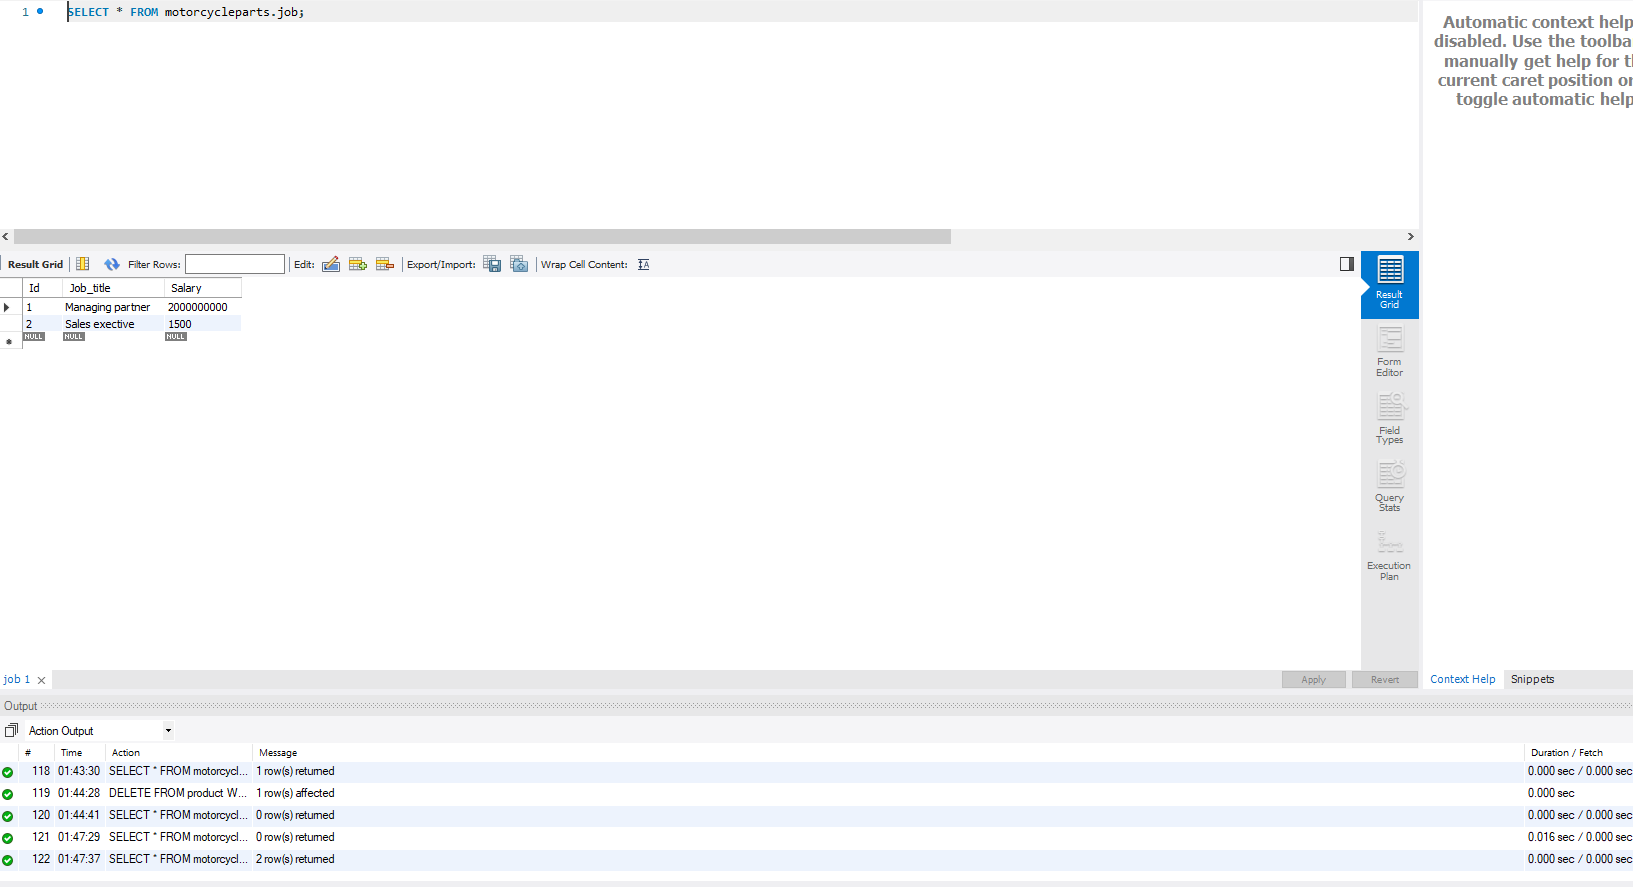 1 SELECT * FROM motorcycleparts.job;
Automatic context help
disabled. Use the toolba
manually get help for t
current caret position or
toggle automatic help
Result Grid Filter Rows: Edit: Export/Import: Wrap Cell Content:
Id Job_title Salary
1 Managing partner 2000000000
2 Sales exective 1500
NULL NULL NULL
Result
Grid
Form
Editor
Field
Types
Query
Stats
Execution
Plan
job 1
Apply Revert
Context Help Snippets
Output
Action Output
# Time Action Message Duration / Fetch
118 01:43:30 SELECT * FROM motorcycl... 1 row(s) returned 0.000 sec / 0.000 sec
119 01:44:28 DELETE FROM product W... 1 row(s) affected 0.000 sec
120 01:44:41 SELECT * FROM motorcycl... 0 row(s) returned 0.000 sec / 0.000 sec
121 01:47:29 SELECT * FROM motorcycl... 0 row(s) returned 0.016 sec / 0.000 sec
122 01:47:37 SELECT * FROM motorcycl... 2 row(s) returned 0.000 sec / 0.000 sec